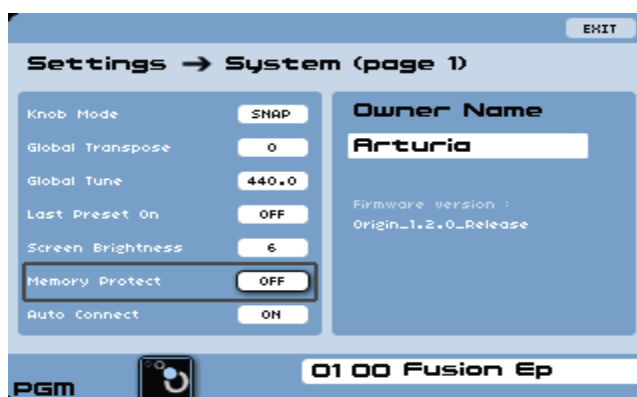 EXIT
Settings → System (page 1)
Knob Mode SNAP
Global Transpose 0
Global Tune 440.0
Last Preset On OFF
Screen Brightness 6
Memory Protect OFF
Auto Connect ON
Owner Name
Arturia
Firmware version :
Origin_1.2.0_Release
PGM
01 00 Fusion Ep